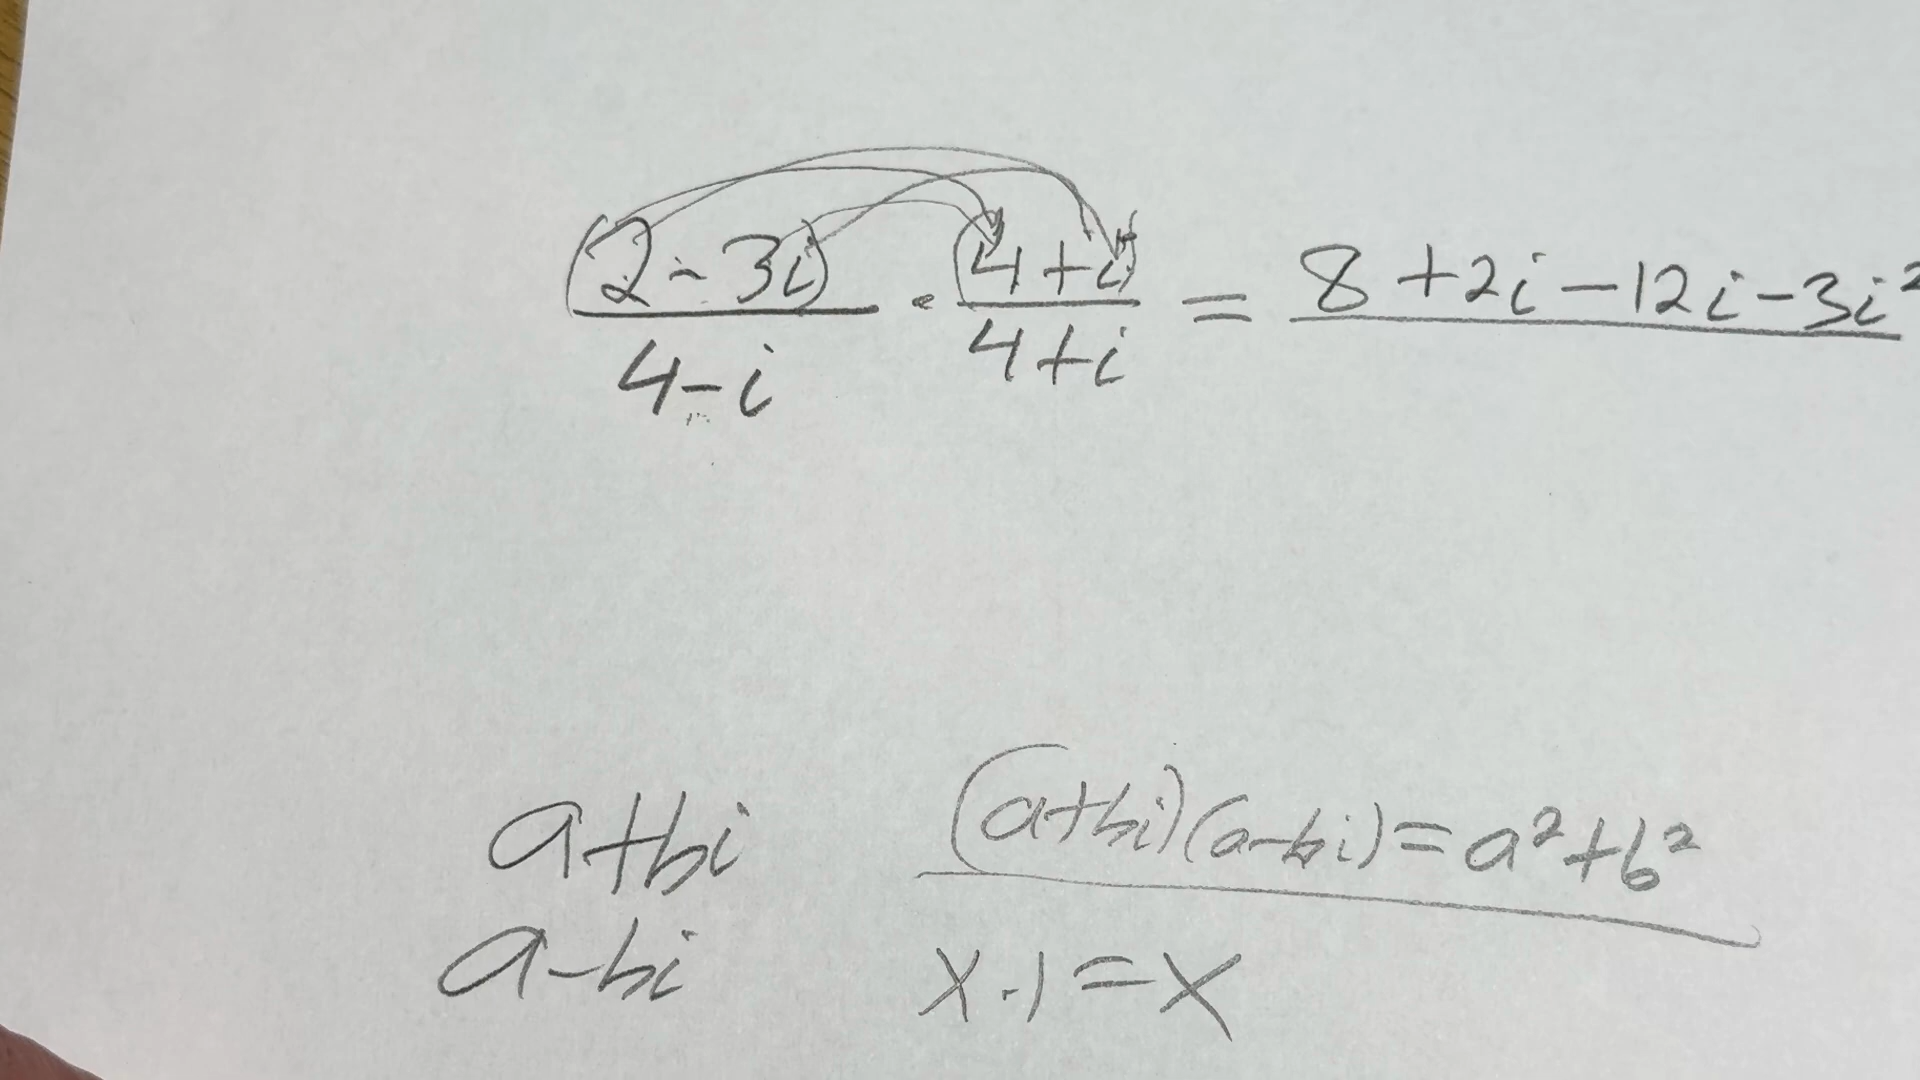 (2-3i) · (4+i) = 8+2i-12i-3i²
4-i 4+i
a+bi (a+bi)(a-bi)=a²+b²
a-bi x·1=x